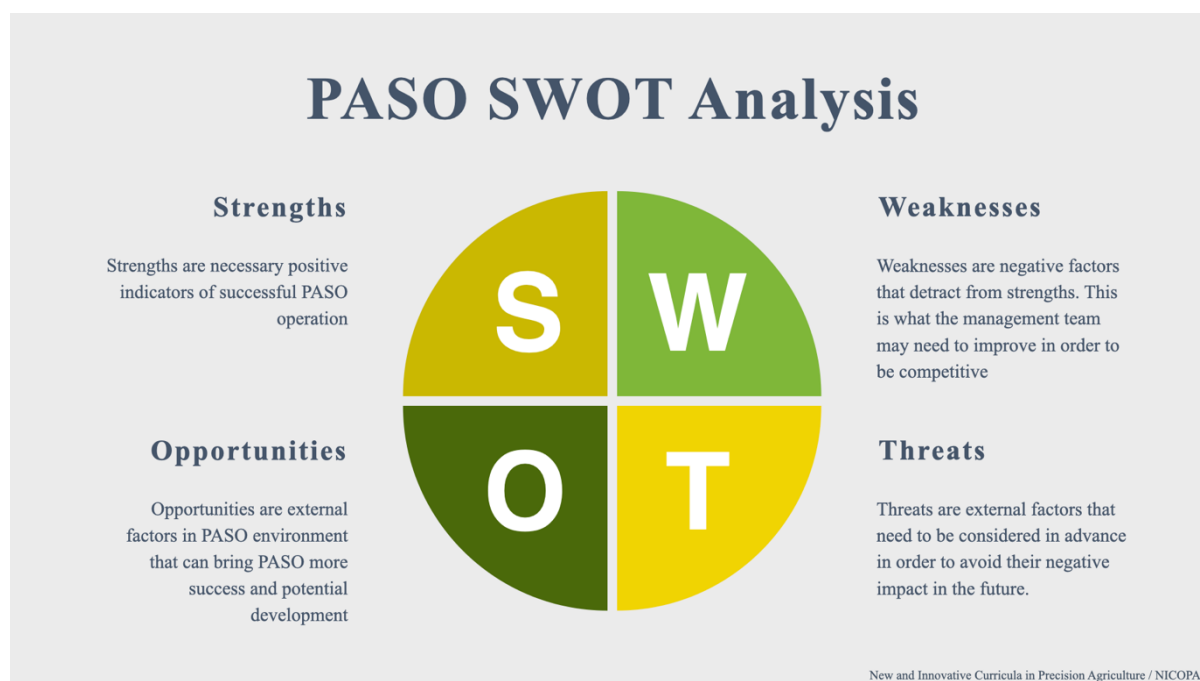 PASO SWOT Analysis
Strengths
Strengths are necessary positive
indicators of successful PASO
operation
S
W
Weaknesses
Weaknesses are negative factors
that detract from strengths. This
is what the management team
may need to improve in order to
be competitive
Opportunities
Opportunities are external
factors in PASO environment
that can bring PASO more
success and potential
development
O
T
Threats
Threats are external factors that
need to be considered in advance
in order to avoid their negative
impact in the future.
New and Innovative Curricula in Precision Agriculture / NICOPA